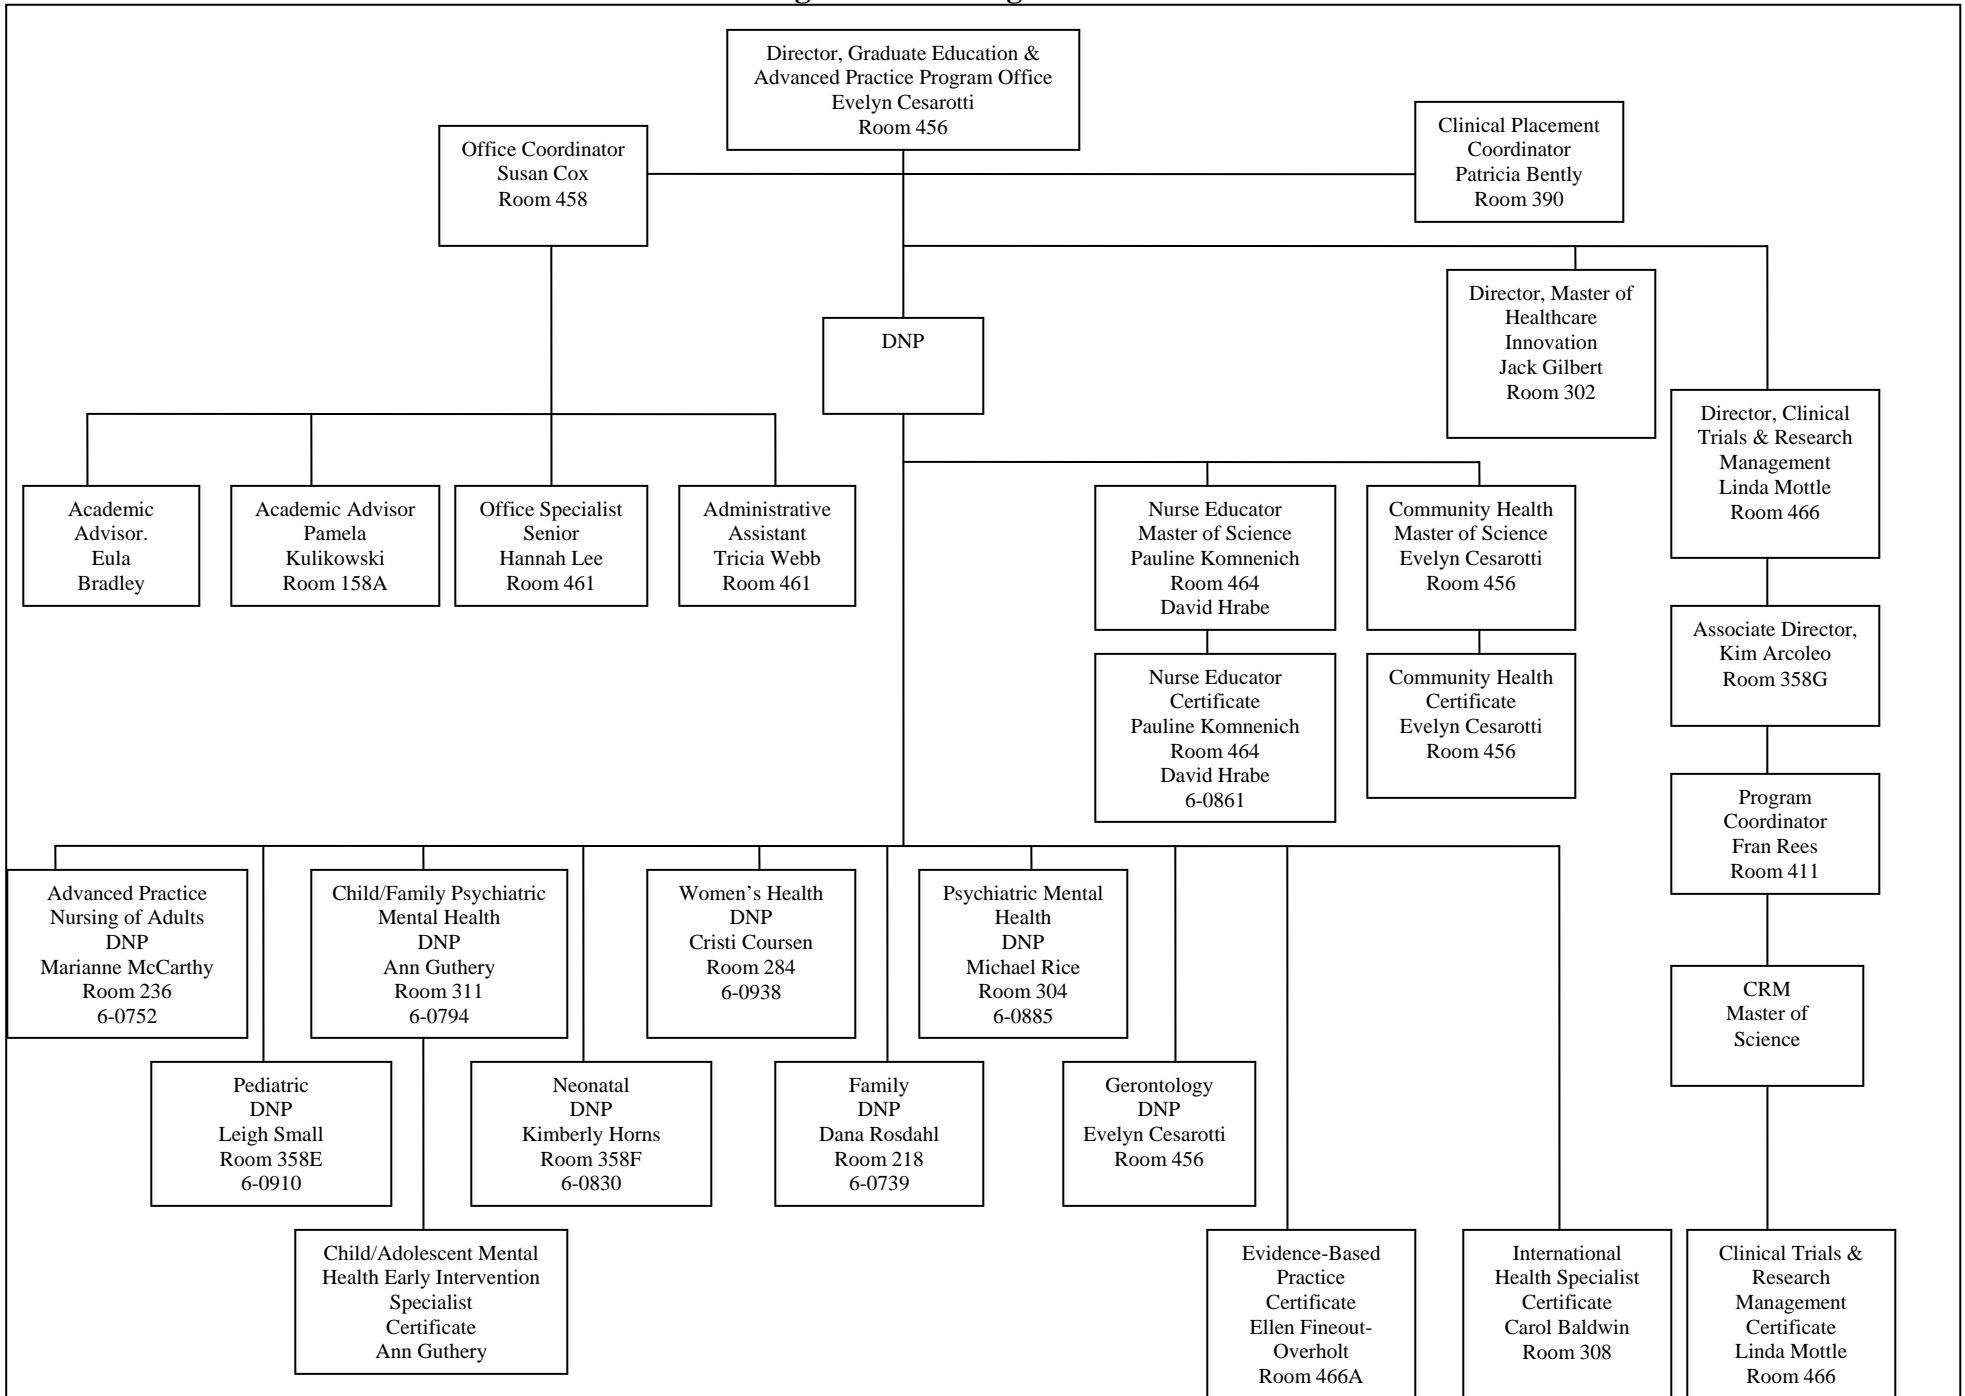 Director, Graduate Education &
Advanced Practice Program Office
Evelyn Cesarotti
Room 456
Office Coordinator
Susan Cox
Room 458
Clinical Placement
Coordinator
Patricia Bently
Room 390
DNP
Director, Master of
Healthcare
Innovation
Jack Gilbert
Room 302
Director, Clinical
Trials & Research
Management
Linda Mottle
Room 466
Academic
Advisor.
Eula
Bradley
Academic Advisor
Pamela
Kulikowski
Room 158A
Office Specialist
Senior
Hannah Lee
Room 461
Administrative
Assistant
Tricia Webb
Room 461
Nurse Educator
Master of Science
Pauline Komnenich
Room 464
David Hrabe
Community Health
Master of Science
Evelyn Cesarotti
Room 456
Associate Director,
Kim Arcoleo
Room 358G
Nurse Educator
Certificate
Pauline Komnenich
Room 464
David Hrabe
6-0861
Community Health
Certificate
Evelyn Cesarotti
Room 456
Program
Coordinator
Fran Rees
Room 411
Advanced Practice
Nursing of Adults
DNP
Marianne McCarthy
Room 236
6-0752
Child/Family Psychiatric
Mental Health
DNP
Ann Guthery
Room 311
6-0794
Women’s Health
DNP
Cristi Coursen
Room 284
6-0938
Psychiatric Mental
Health
DNP
Michael Rice
Room 304
6-0885
CRM
Master of
Science
Pediatric
DNP
Leigh Small
Room 358E
6-0910
Neonatal
DNP
Kimberly Horns
Room 358F
6-0830
Family
DNP
Dana Rosdahl
Room 218
6-0739
Gerontology
DNP
Evelyn Cesarotti
Room 456
Child/Adolescent Mental
Health Early Intervention
Specialist
Certificate
Ann Guthery
Evidence-Based
Practice
Certificate
Ellen Fineout-
Overholt
Room 466A
International
Health Specialist
Certificate
Carol Baldwin
Room 308
Clinical Trials &
Research
Management
Certificate
Linda Mottle
Room 466